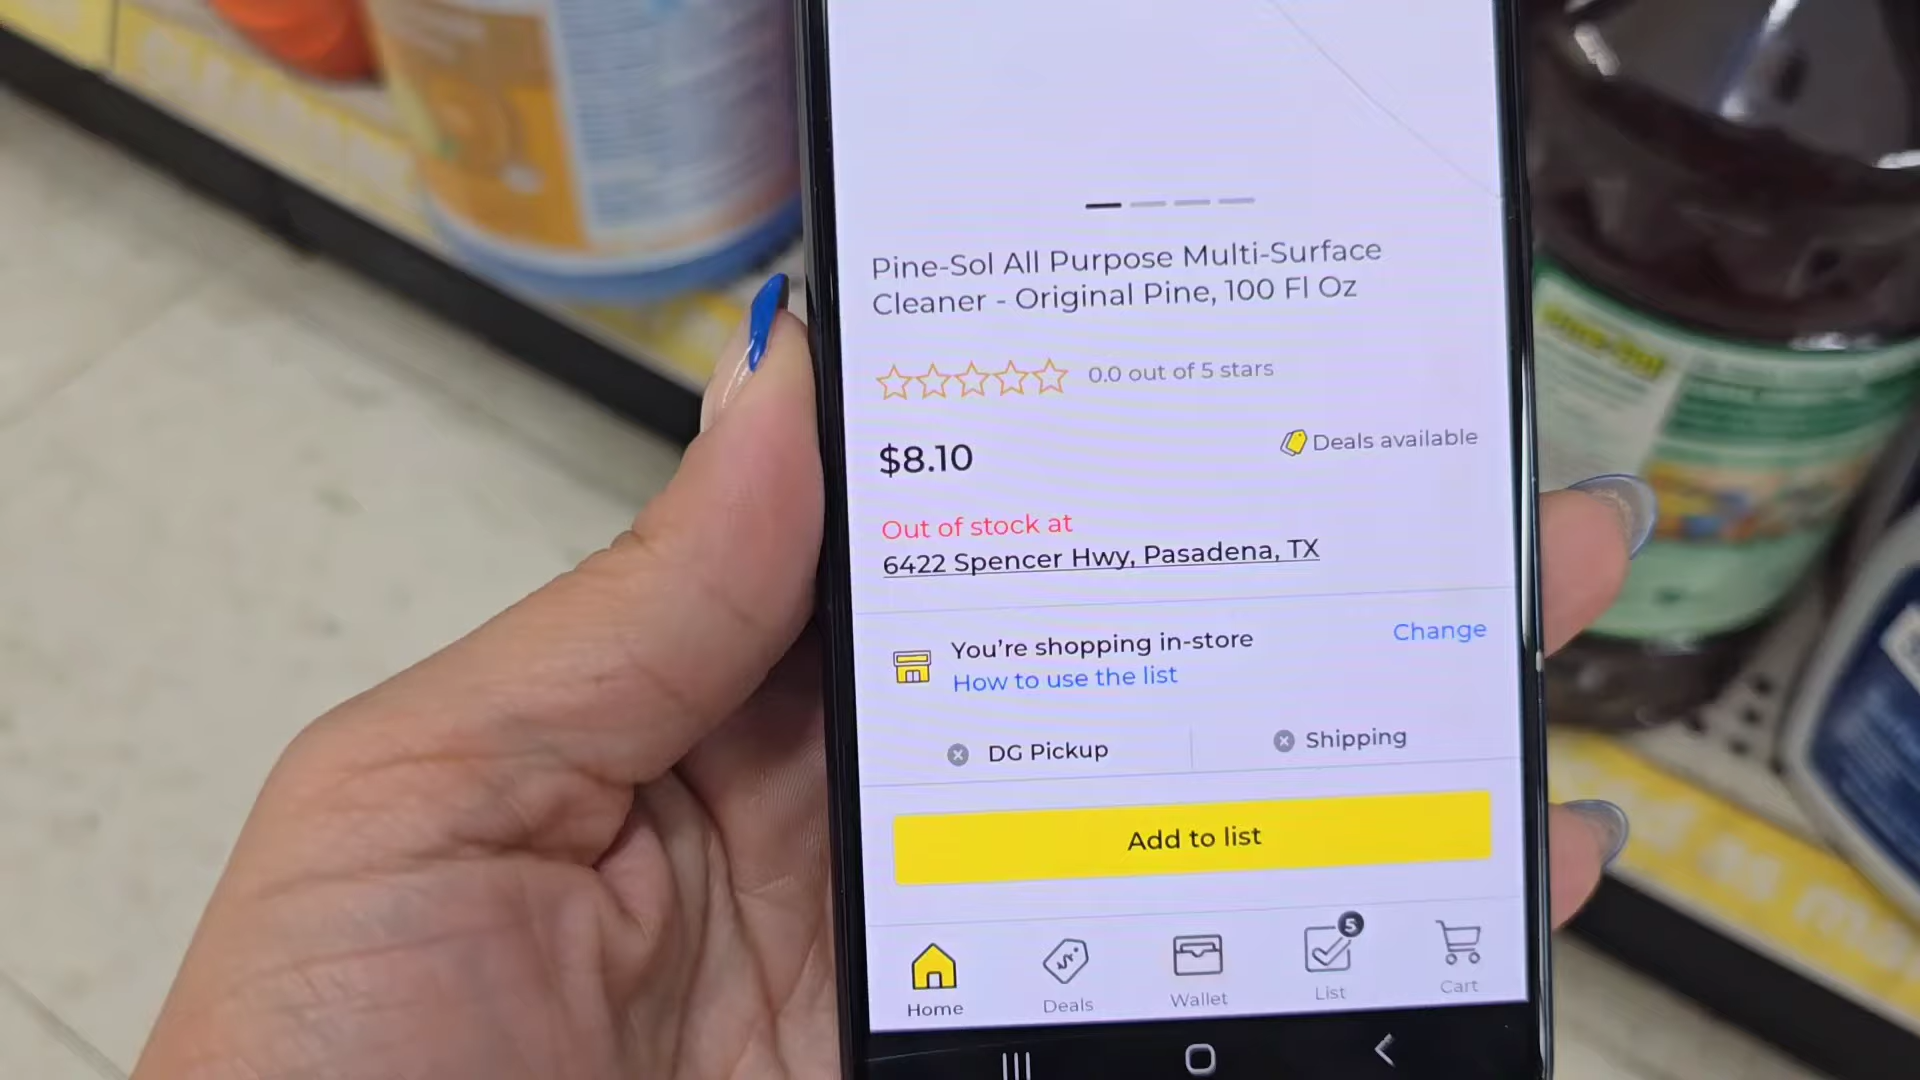 Pine-Sol All Purpose Multi-Surface
Cleaner - Original Pine, 100 Fl Oz
0.0 out of 5 stars
$8.10
Deals available
Out of stock at
6422 Spencer Hwy, Pasadena, TX
You're shopping in-store
Change
How to use the list
DG Pickup
Shipping
Add to list
5
Home
Deals
Wallet
List
Cart